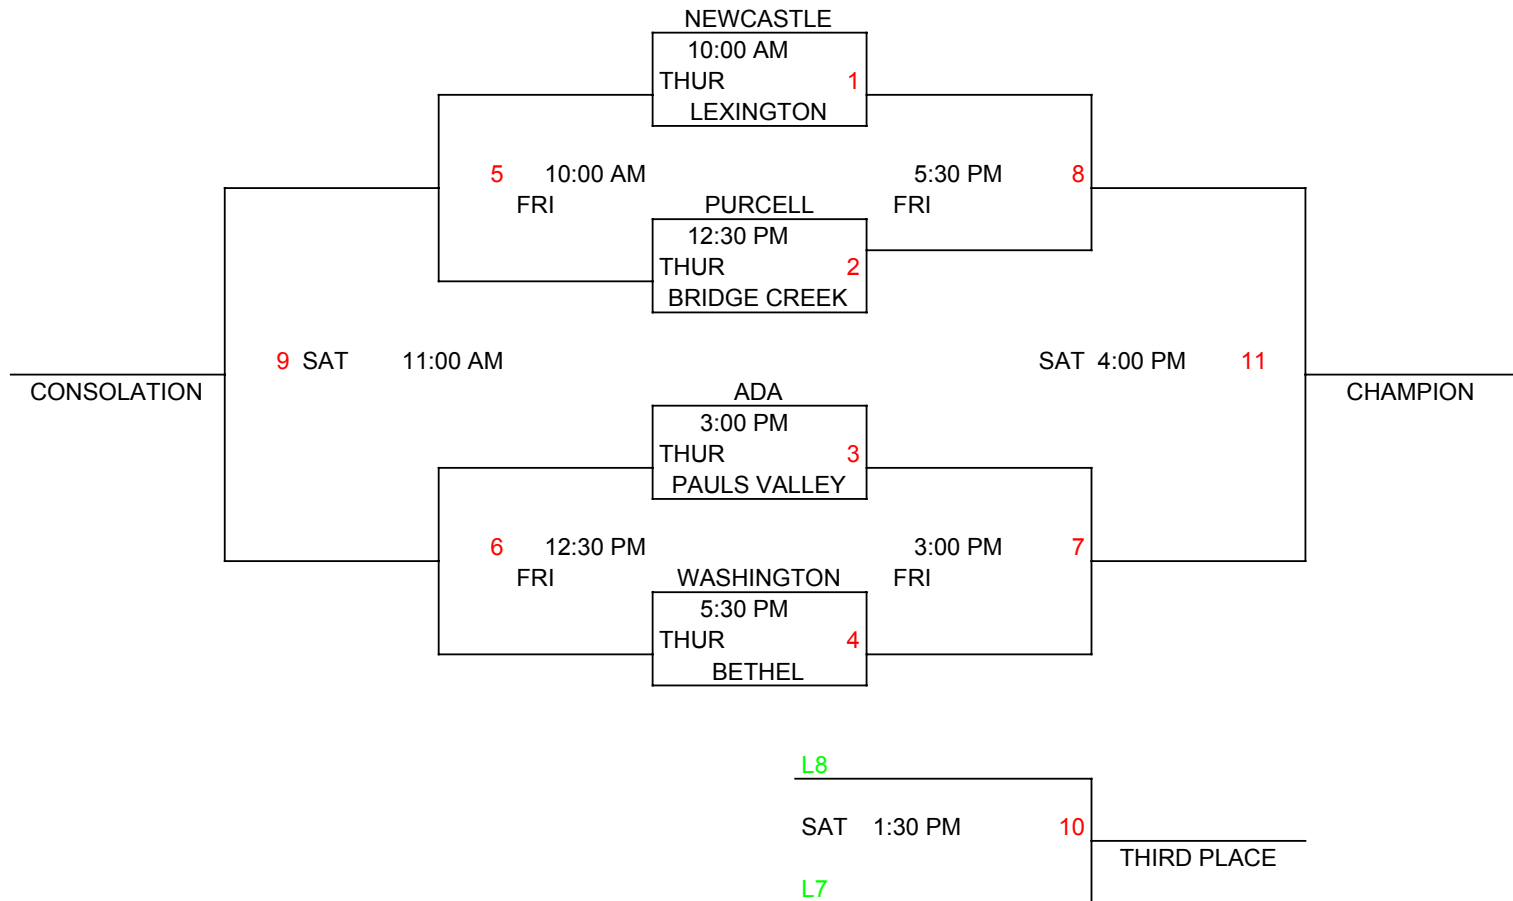 NEWCASTLE
10:00 AM
THUR 1
LEXINGTON
5 10:00 AM 5:30 PM 8
FRI PURCELL FRI
12:30 PM
THUR 2
BRIDGE CREEK
9 SAT 11:00 AM SAT 4:00 PM 11
CONSOLATION ADA CHAMPION
3:00 PM
THUR 3
PAULS VALLEY
6 12:30 PM 3:00 PM 7
FRI WASHINGTON FRI
5:30 PM
THUR 4
BETHEL
L8
SAT 1:30 PM 10
THIRD PLACE
L7